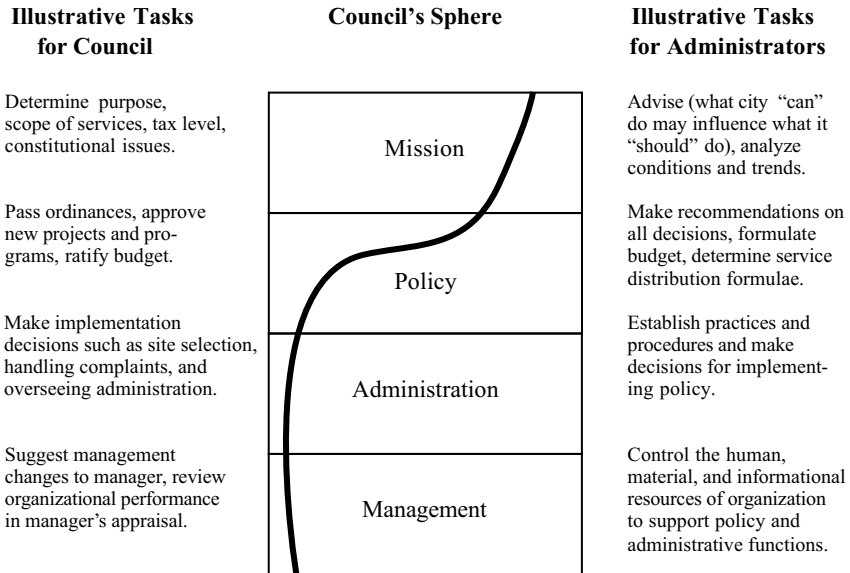 Illustrative Tasks
for Council
Council’s Sphere
Illustrative Tasks
for Administrators
Determine purpose,
scope of services, tax level,
constitutional issues.
Mission
Advise (what city “can”
do may influence what it
“should” do), analyze
conditions and trends.
Pass ordinances, approve
new projects and pro-
grams, ratify budget.
Policy
Make recommendations on
all decisions, formulate
budget, determine service
distribution formulae.
Make implementation
decisions such as site selection,
handling complaints, and
overseeing administration.
Administration
Establish practices and
procedures and make
decisions for implement-
ing policy.
Suggest management
changes to manager, review
organizational performance
in manager’s appraisal.
Management
Control the human,
material, and informational
resources of organization
to support policy and
administrative functions.